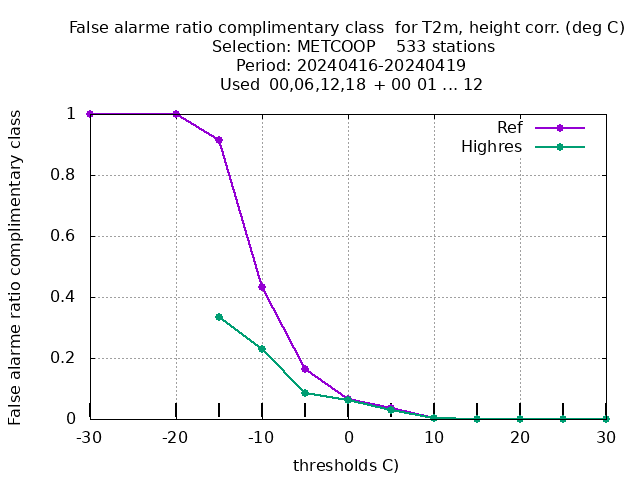 False alarme ratio complimentary class  for T2m, height corr. (deg C)
Selection: METCOOP    533 stations
Period: 20240416-20240419
Used  00,06,12,18  + 00 01 ... 12
False alarme ratio complimentary class
1
0.8
0.6
0.4
0.2
0
Ref
Highres
-30
-20
-10
0
10
20
30
thresholds C)